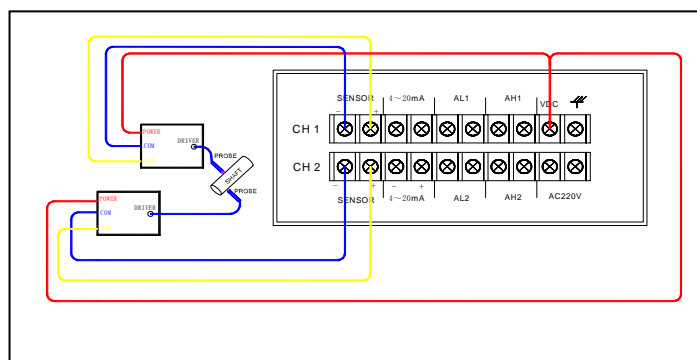 SENSOR 4～20mA AL1 AH1 VDC
－ ＋
CH 1
CH 2
－ ＋ － ＋
SENSOR 4～20mA AL2 AH2 AC220V
POWER
DRIVER
COM
PROBE
SHAFT
PROBE
POWER
DRIVER
COM